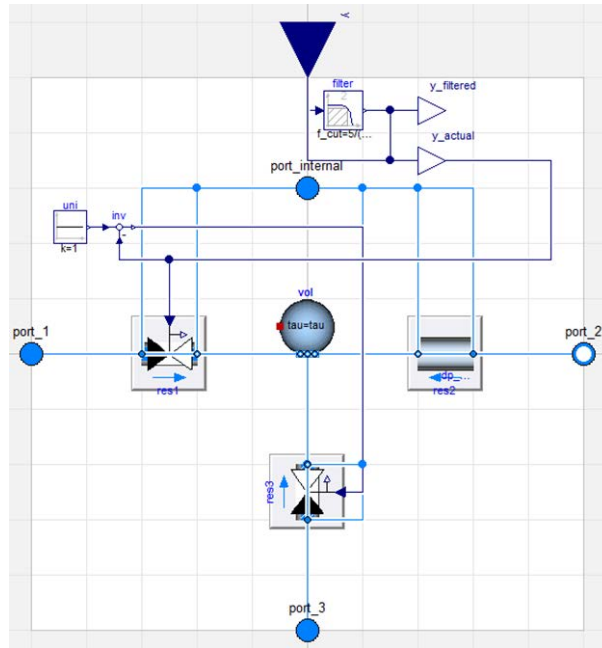 y
filter
2
f_cut=5/(...
y_filtered
y_actual
port_internal
uni
k=1
inv
-
vol
tau=tau
port_1
port_2
res1
dp_...
res2
res3
port_3